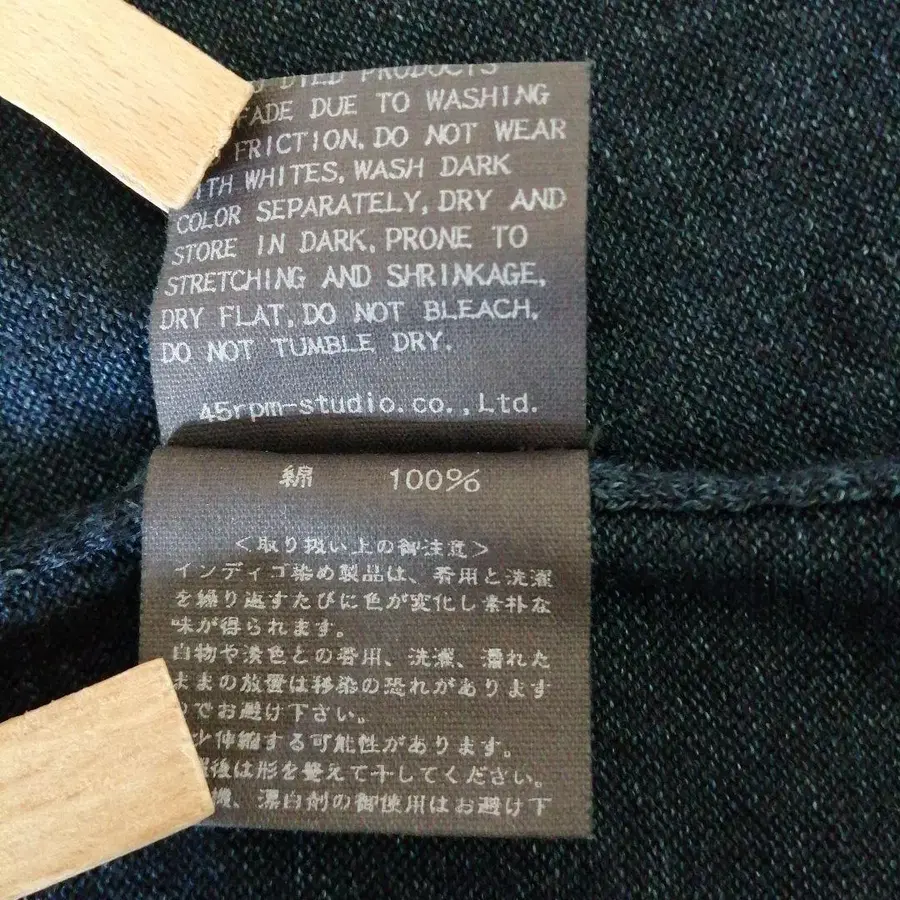 DYED PRODUCTS
FADE DUE TO WASHING
FRICTION. DO NOT WEAR
WITH WHITES, WASH DARK
COLOR SEPARATELY, DRY AND
STORE IN DARK. PRONE TO
STRETCHING AND SHRINKAGE,
DRY FLAT, DO NOT BLEACH.
DO NOT TUMBLE DRY.
45rpm-studio.co.,Ltd.
綿 100%
<取り扱い上の御注意>
インディゴ染め製品は、着用と洗濯
を繰り返すたびに色が変化し素朴な
味が得られます。
白物や淡色との着用、洗濯、濡れた
ままの放置は移染の恐れがあります
のでお避け下さい。
少伸縮する可能性があります。
後は形を整えて干してください。
機、漂白剤の御使用はお避け下